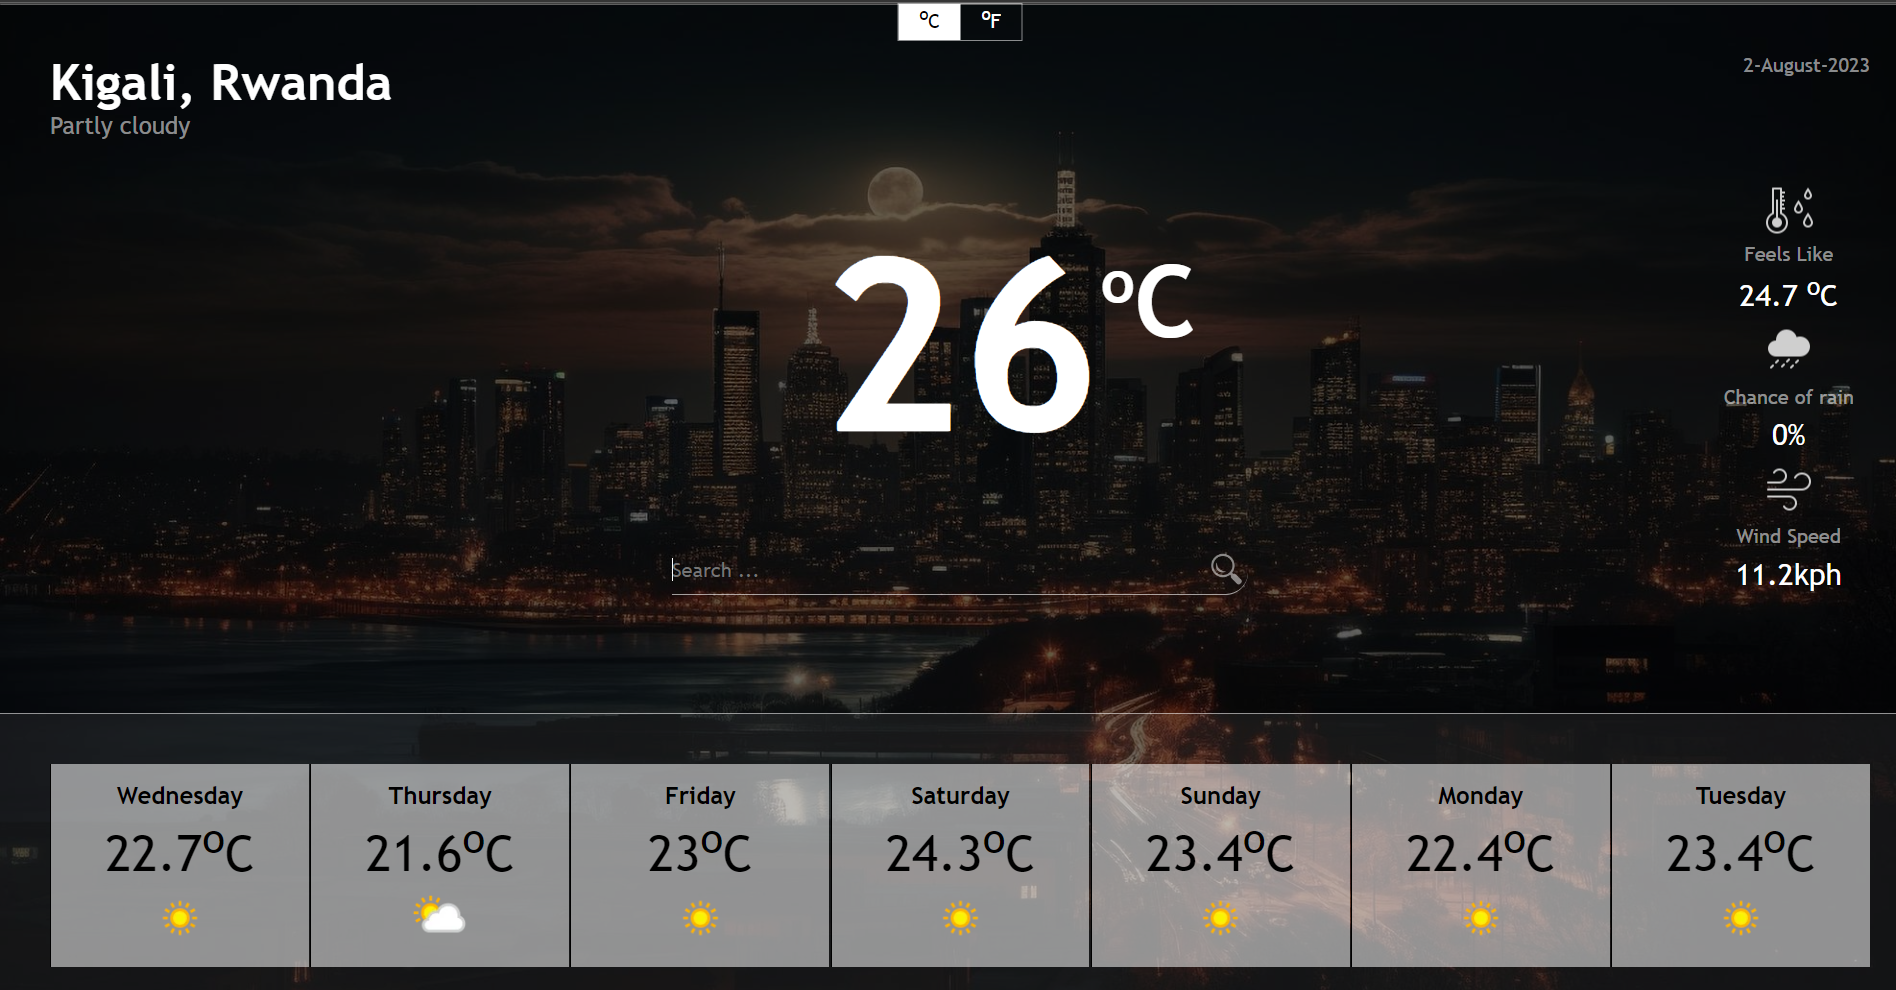 ºC ºF
Kigali, Rwanda
Partly cloudy
2-August-2023
26ºC
Feels Like
24.7 ºC
Chance of rain
0%
Wind Speed
11.2kph
Search ...
Wednesday
22.7ºC
Thursday
21.6ºC
Friday
23ºC
Saturday
24.3ºC
Sunday
23.4ºC
Monday
22.4ºC
Tuesday
23.4ºC